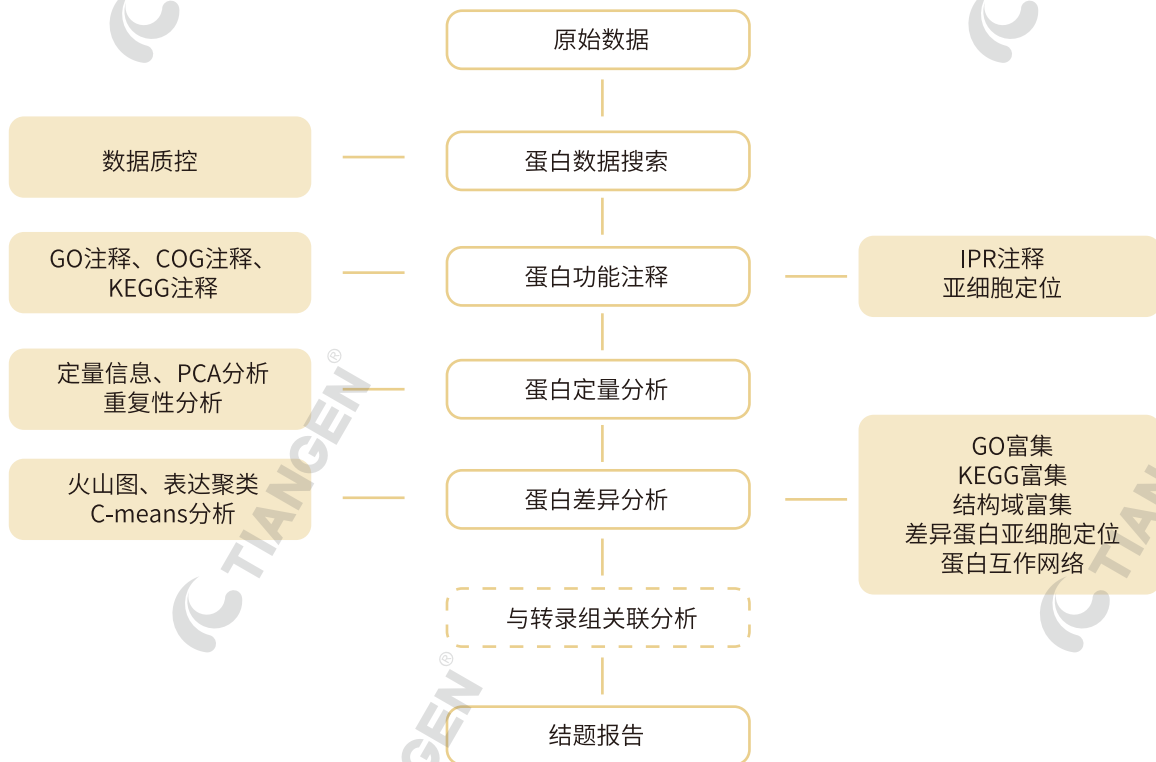 原始数据
数据质控
蛋白数据搜索
GO注释、COG注释、
KEGG注释
蛋白功能注释
IPR注释
亚细胞定位
定量信息、PCA分析
重复性分析
蛋白定量分析
火山图、表达聚类
C-means分析
蛋白差异分析
GO富集
KEGG富集
结构域富集
差异蛋白亚细胞定位
蛋白互作网络
与转录组关联分析
结题报告
TIANGEN®
TIAN
NGEN®